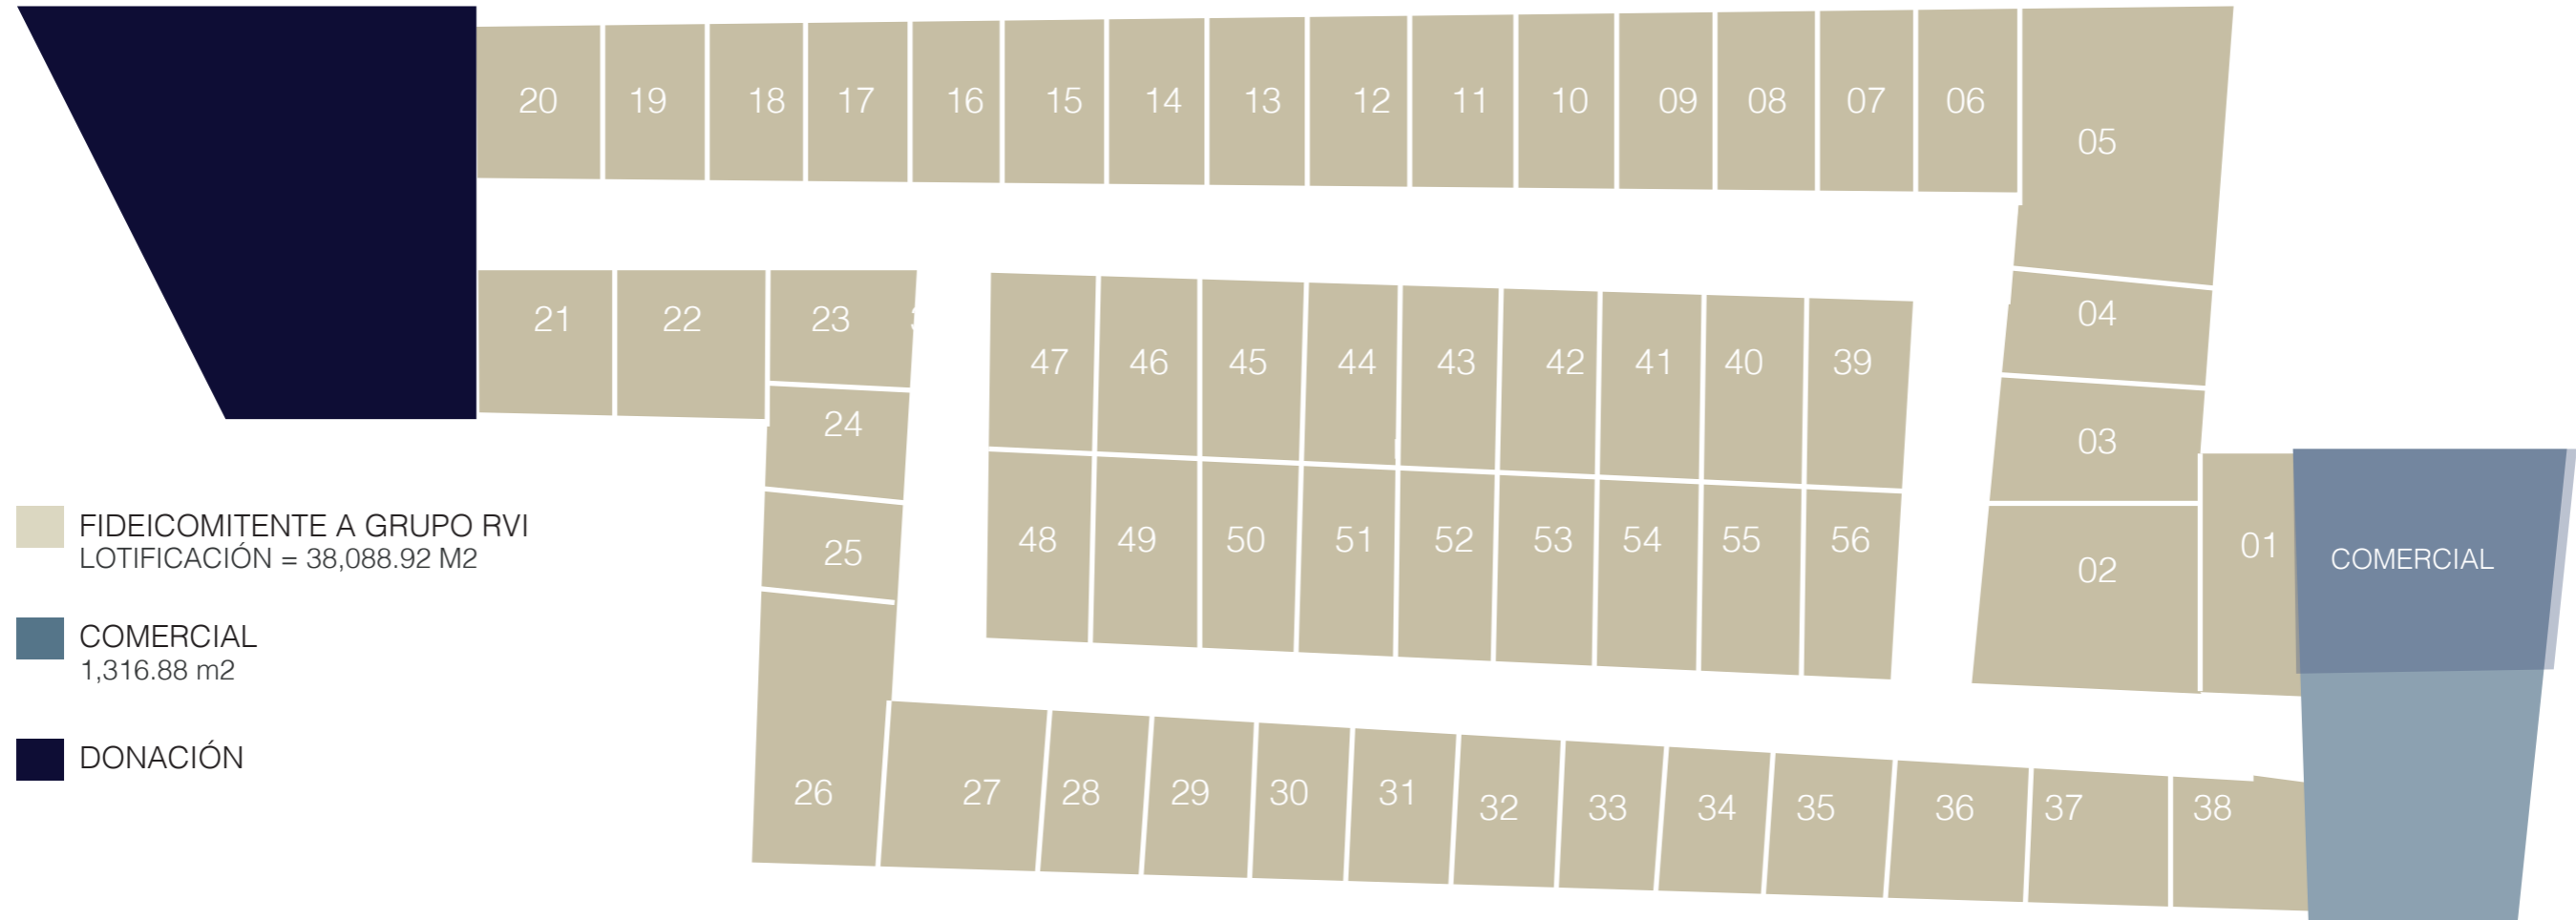 20 19 18 17 16 15 14 13 12 11 10 09 08 07 06
05
21 22 23
04
47 46 45 44 43 42 41 40 39
24
03
48 49 50 51 52 53 54 55 56
25
01
02
COMERCIAL
FIDEICOMITENTE A GRUPO RVI
LOTIFICACIÓN = 38,088.92 M2
COMERCIAL
1,316.88 m2
DONACIÓN
26 27 28 29 30 31 32 33 34 35 36 37 38